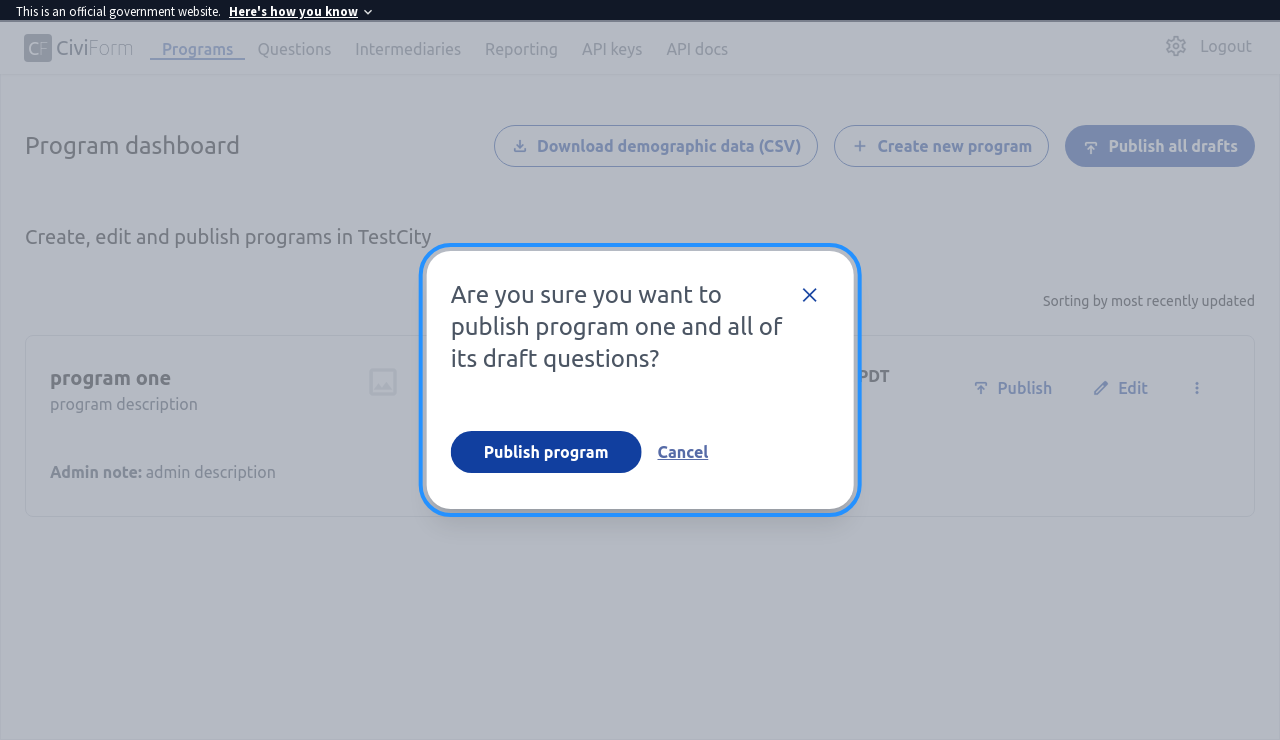 This is an official government website. Here's how you know
CF CiviForm Programs Questions Intermediaries Reporting API keys API docs Logout
Program dashboard Download demographic data (CSV) Create new program Publish all drafts
Create, edit and publish programs in TestCity
Sorting by most recently updated
Are you sure you want to
publish program one and all of
its draft questions?
Publish program Cancel
program one PDT Publish Edit
program description
Admin note: admin description